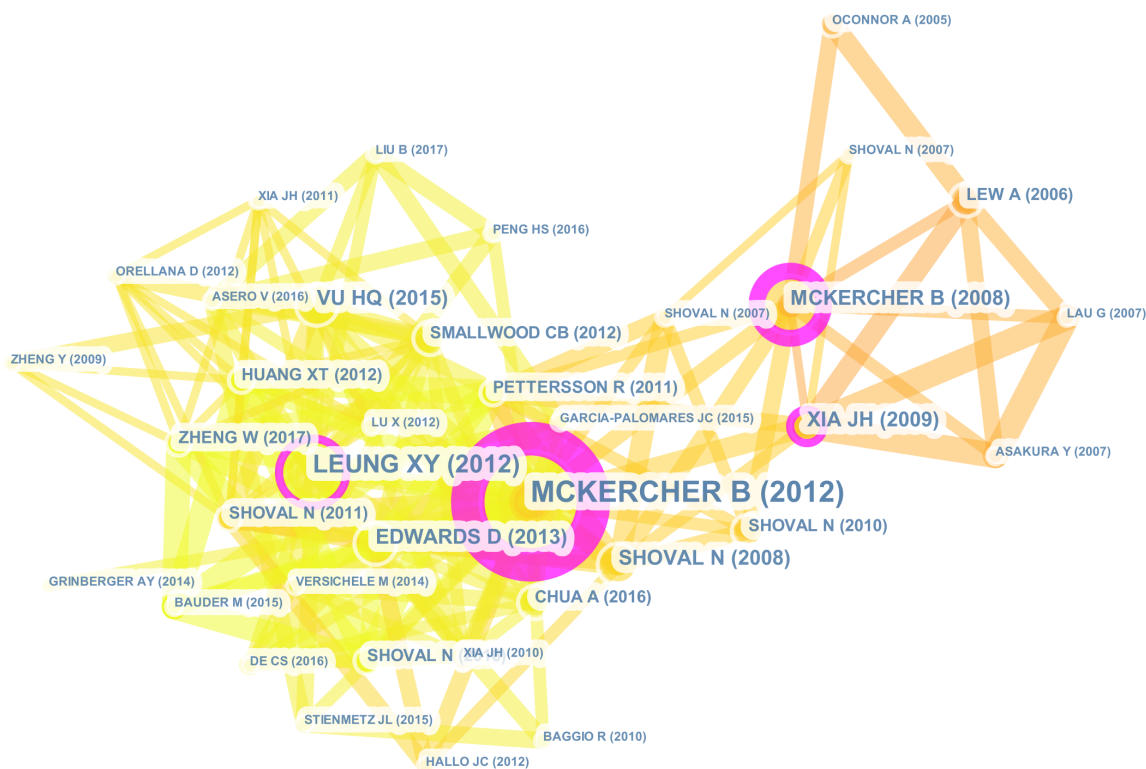 OCONNOR A (2005)
LIU B (2017)
SHOVAL N (2007)
XIA JH (2011)
LEW A (2006)
PENG HS (2016)
ORELLANA D (2012)
ASERO V (2016)
VU HQ (2015)
MCKERCHER B (2008)
SHOVAL N (2007)
LAU G (2007)
SMALLWOOD CB (2012)
ZHENG Y (2009)
HUANG XT (2012)
PETTERSSON R (2011)
LU X (2012)
GARCIA-PALOMARES JC (2015)
XIA JH (2009)
ZHENG W (2017)
ASAKURA Y (2007)
LEUNG XY (2012)
MCKERCHER B (2012)
SHOVAL N (2011)
SHOVAL N (2010)
EDWARDS D (2013)
SHOVAL N (2008)
GRINBERGER AY (2014)
VERSICHELE M (2014)
BAUDER M (2015)
CHUA A (2016)
DE CS (2016)
SHOVAL N
XIA JH (2010)
STIENMETZ JL (2015)
BAGGIO R (2010)
HALLO JC (2012)